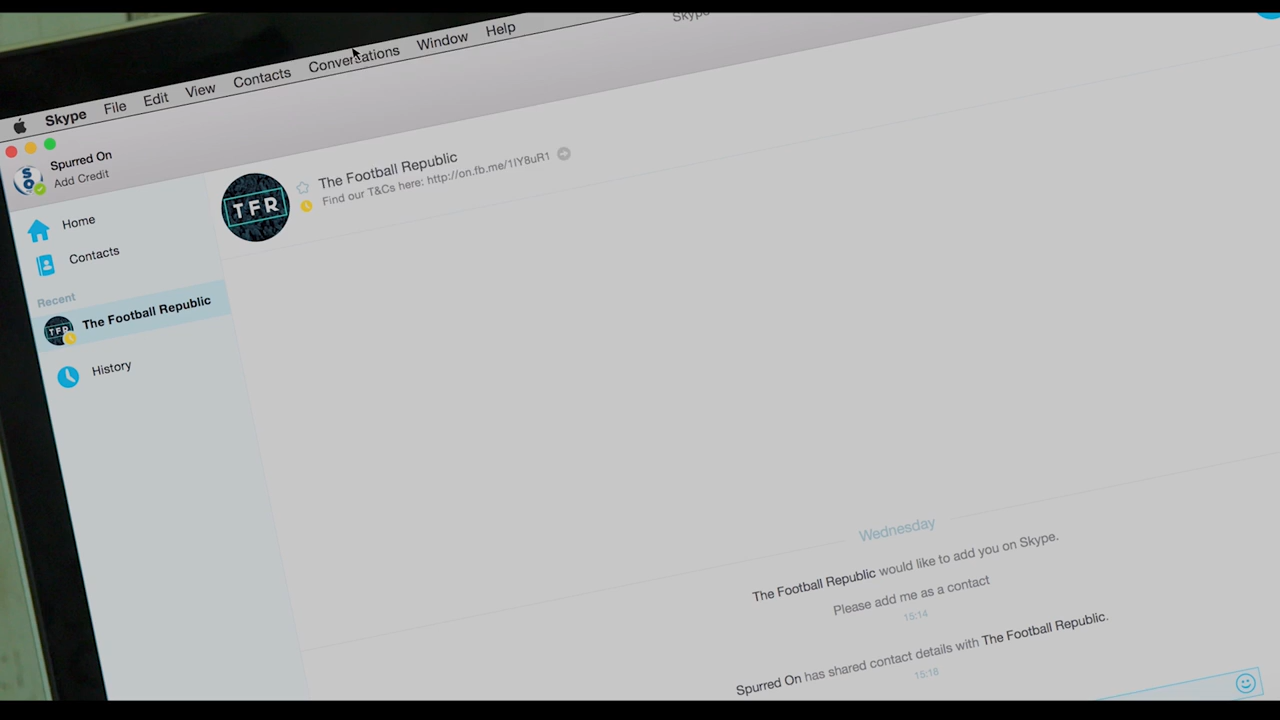 Skype
Skype File Edit View Contacts Conversations Window Help
Spurred On
Add Credit
SO
Home
Contacts
Recent
TFR
The Football Republic
History
TFR
The Football Republic
Find our T&Cs here: http://on.fb.me/1IY8uR1
Wednesday
The Football Republic would like to add you on Skype.
Please add me as a contact
15:14
Spurred On has shared contact details with The Football Republic.
15:18